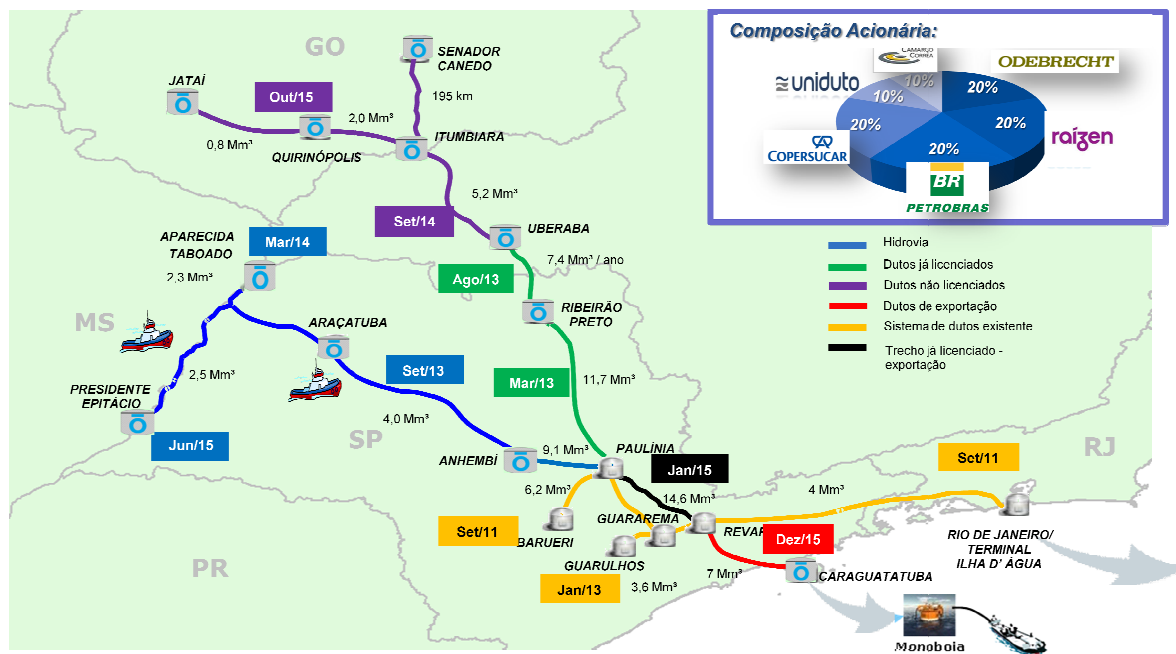 Composição Acionária:
CAMARGO
CORRÊA
ODEBRECHT
uniduto
10%
20%
10%
20%
20%
raízen
COPERSUCAR
20%
BR
PETROBRAS
GO
SENADOR
CANEDO
JATAÍ
Out/15
195 km
2,0 Mm³
ITUMBIARA
0,8 Mm³
QUIRINÓPOLIS
5,2 Mm³
Set/14
UBERABA
APARECIDA
TABOADO
Mar/14
7,4 Mm³ / ano
2,3 Mm³
Ago/13
RIBEIRÃO
PRETO
MS
ARAÇATUBA
2,5 Mm³
Set/13
Mar/13
11,7 Mm³
PRESIDENTE
EPITÁCIO
4,0 Mm³
Jun/15
SP
ANHEMBÍ
9,1 Mm³
PAULÍNIA
Jan/15
RJ
Set/11
6,2 Mm³
14,6 Mm³
4 Mm³
GUARAREMA
REVAP
Set/11
BARUERI
Dez/15
RIO DE JANEIRO/
TERMINAL
ILHA D' ÁGUA
GUARULHOS
PR
Jan/13
3,6 Mm³
7 Mm³
CARAGUATATUBA
Monoboia
Hidrovia
Dutos já licenciados
Dutos não licenciados
Dutos de exportação
Sistema de dutos existente
Trecho já licenciado -
exportação